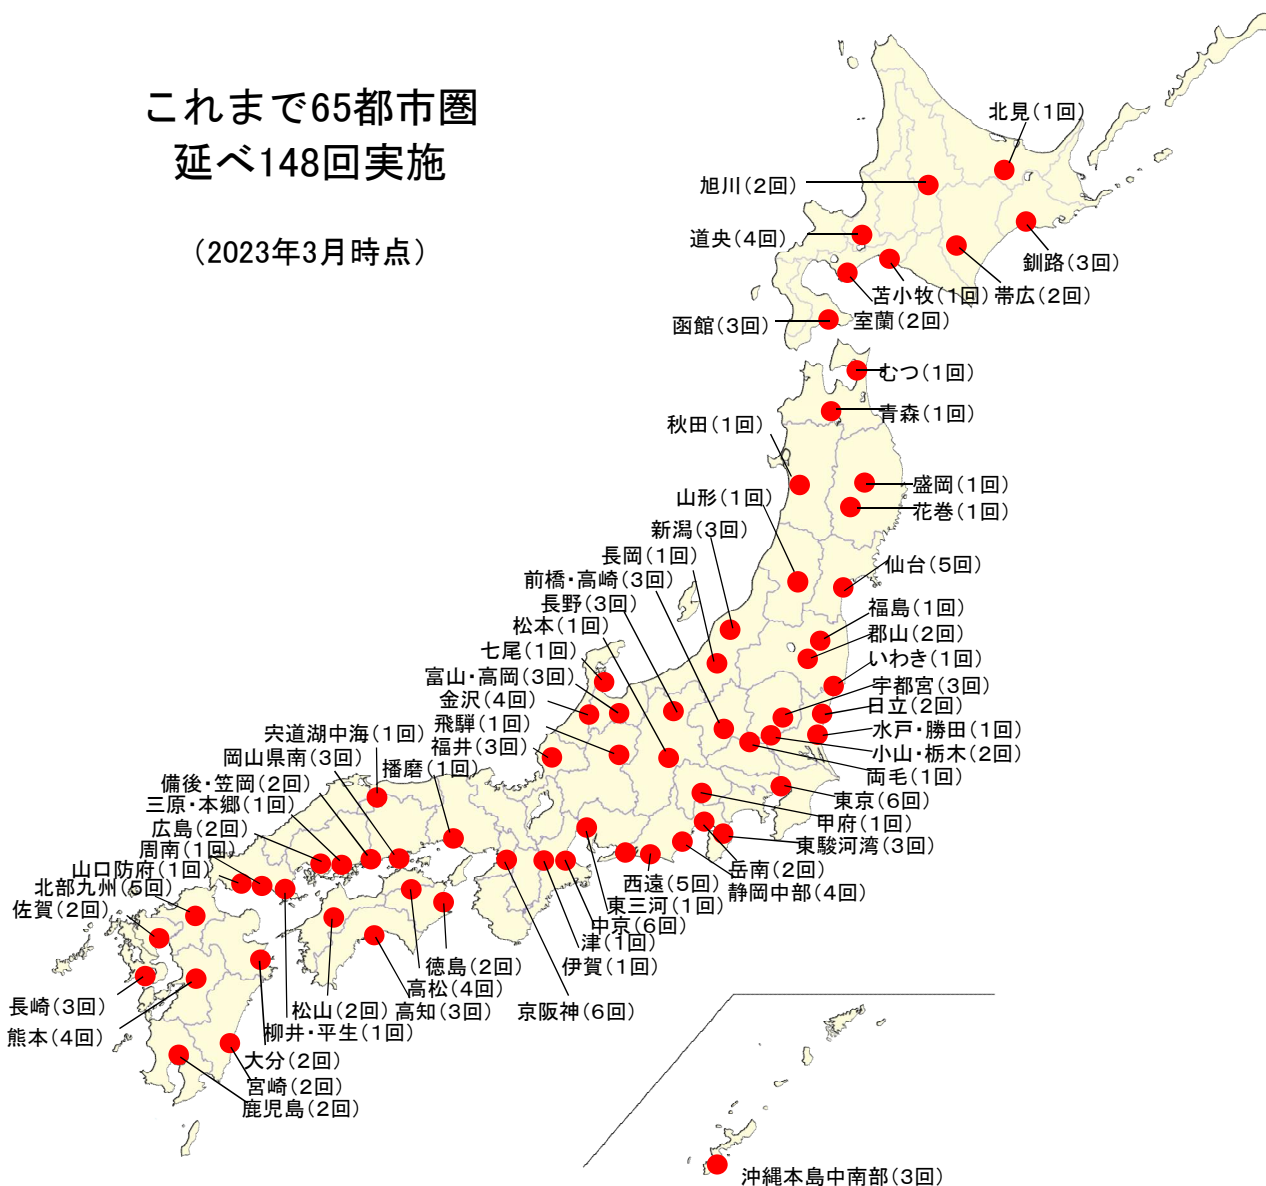 これまで65都市圏
延べ148回実施
（2023年3月時点）
北見（1回）
旭川（2回）
道央（4回）
釧路（3回）
苫小牧（1回）
帯広（2回）
室蘭（2回）
函館（3回）
むつ（1回）
青森（1回）
秋田（1回）
盛岡（1回）
山形（1回）
花巻（1回）
新潟（3回）
長岡（1回）
仙台（5回）
前橋・高崎（3回）
長野（3回）
福島（1回）
松本（1回）
郡山（2回）
七尾（1回）
いわき（1回）
富山・高岡（3回）
宇都宮（3回）
金沢（4回）
日立（2回）
飛騨（1回）
水戸・勝田（1回）
宍道湖中海（1回）
福井（3回）
小山・栃木（2回）
岡山県南（3回）
播磨（1回）
両毛（1回）
備後・笠岡（2回）
東京（6回）
三原・本郷（1回）
甲府（1回）
広島（2回）
東駿河湾（3回）
周南（1回）
山口防府（1回）
岳南（2回）
北部九州（5回）
西遠（5回）
静岡中部（4回）
佐賀（2回）
東三河（1回）
中京（6回）
津（1回）
徳島（2回）
伊賀（1回）
高松（4回）
長崎（3回）
松山（2回）
高知（3回）
京阪神（6回）
熊本（4回）
柳井・平生（1回）
大分（2回）
宮崎（2回）
鹿児島（2回）
沖縄本島中南部（3回）